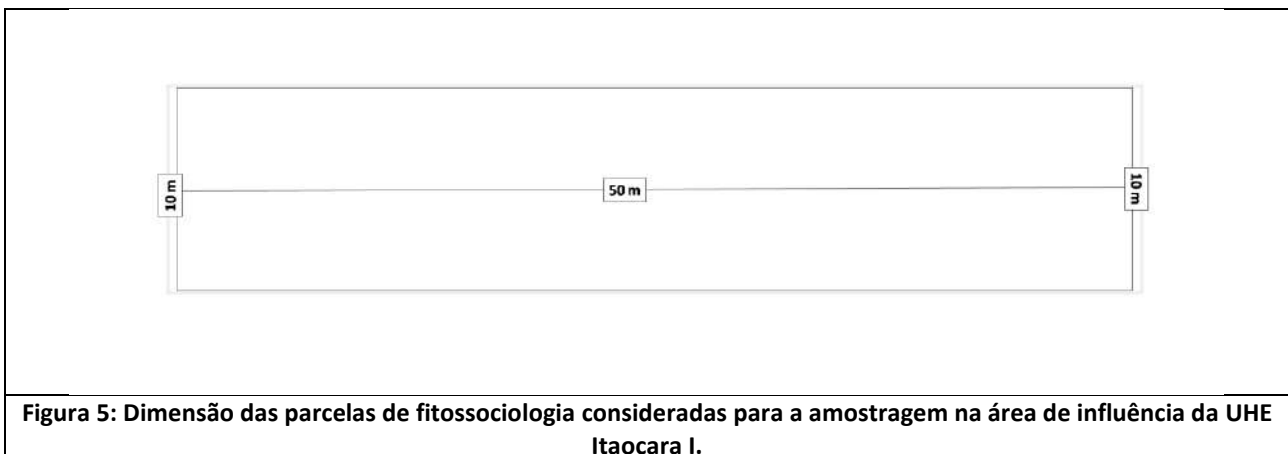 10 m
50 m
10 m
Figura 5: Dimensão das parcelas de fitossociologia consideradas para a amostragem na área de influência da UHE
Itaocara I.